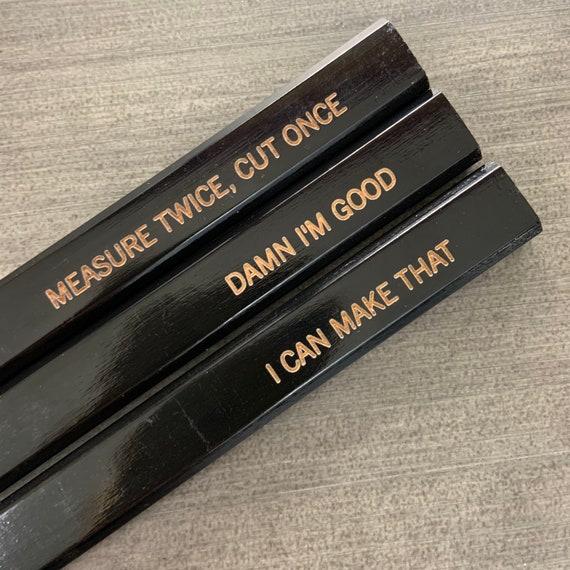 MEASURE TWICE, CUT ONCE
DAMN I'M GOOD
I CAN MAKE THAT